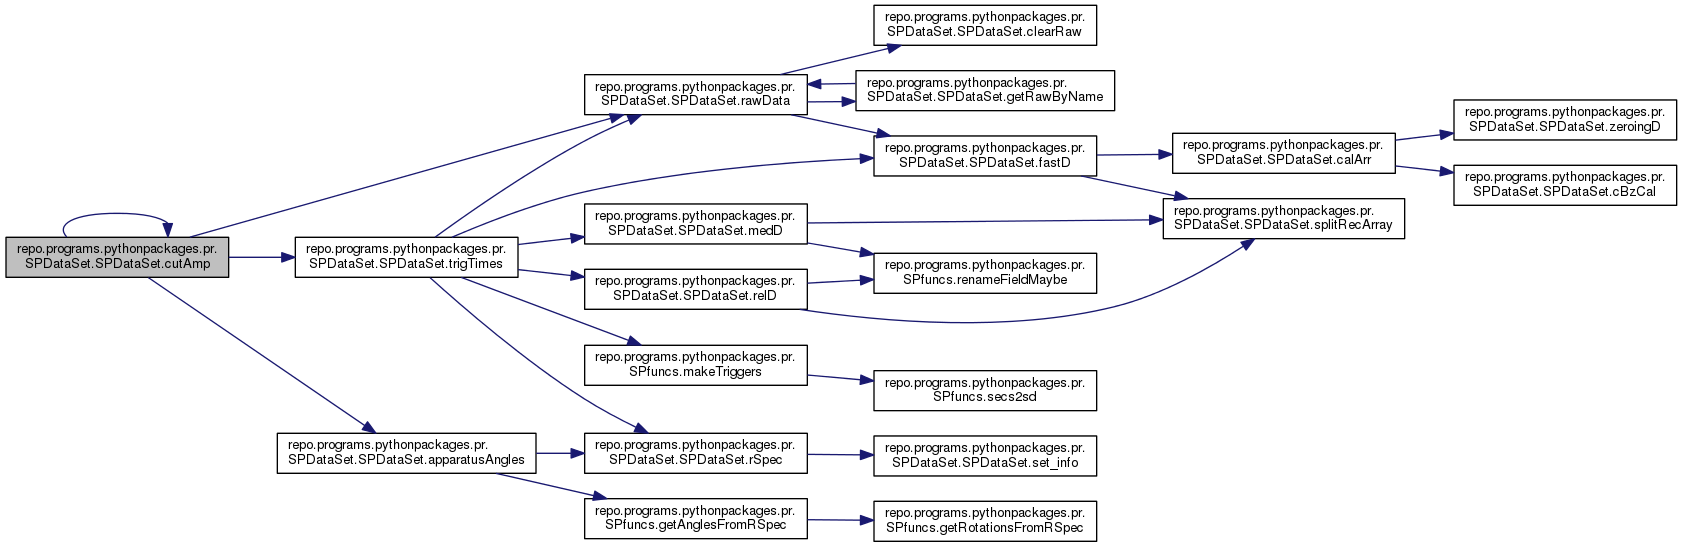 repo.programs.pythonpackages.pr.
SPDataSet.SPDataSet.cutAmp
repo.programs.pythonpackages.pr.
SPDataSet.SPDataSet.trigTimes
repo.programs.pythonpackages.pr.
SPDataSet.SPDataSet.apparatusAngles
repo.programs.pythonpackages.pr.
SPDataSet.SPDataSet.rawData
repo.programs.pythonpackages.pr.
SPDataSet.SPDataSet.medD
repo.programs.pythonpackages.pr.
SPDataSet.SPDataSet.relD
repo.programs.pythonpackages.pr.
SPfuncs.makeTriggers
repo.programs.pythonpackages.pr.
SPDataSet.SPDataSet.rSpec
repo.programs.pythonpackages.pr.
SPfuncs.getAnglesFromRSpec
repo.programs.pythonpackages.pr.
SPDataSet.SPDataSet.clearRaw
repo.programs.pythonpackages.pr.
SPDataSet.SPDataSet.getRawByName
repo.programs.pythonpackages.pr.
SPDataSet.SPDataSet.fastD
repo.programs.pythonpackages.pr.
SPfuncs.renameFieldMaybe
repo.programs.pythonpackages.pr.
SPfuncs.secs2sd
repo.programs.pythonpackages.pr.
SPDataSet.SPDataSet.set_info
repo.programs.pythonpackages.pr.
SPfuncs.getRotationsFromRSpec
repo.programs.pythonpackages.pr.
SPDataSet.SPDataSet.calArr
repo.programs.pythonpackages.pr.
SPDataSet.SPDataSet.splitRecArray
repo.programs.pythonpackages.pr.
SPDataSet.SPDataSet.zeroingD
repo.programs.pythonpackages.pr.
SPDataSet.SPDataSet.cBzCal